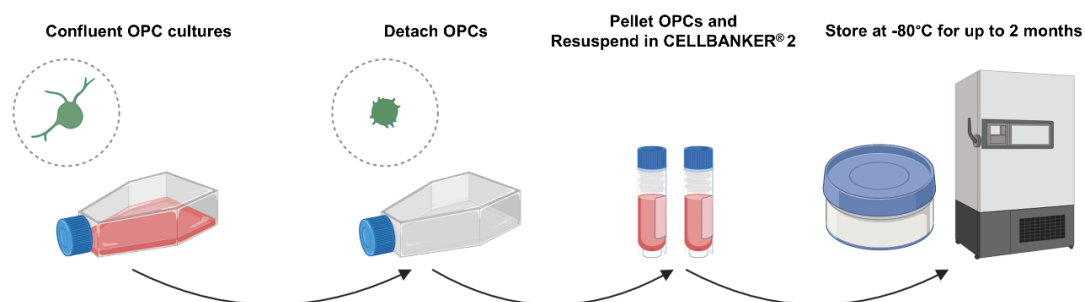 Confluent OPC cultures
Detach OPCs
Pellet OPCs and
Resuspend in CELLBANKER® 2
Store at -80°C for up to 2 months